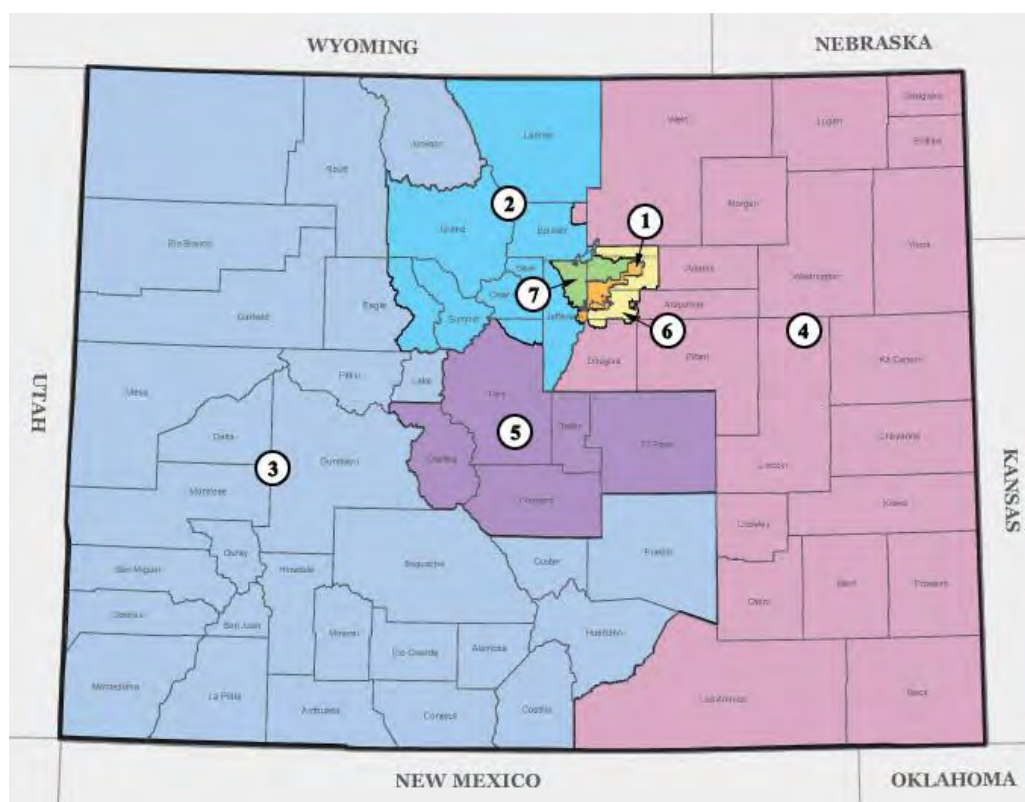 WYOMING
NEBRASKA
Sedgwick
Larimer
Weld
Logan
Jackson
Phillips
Routt
2
1
Morgan
Grand
Boulder
Rio Blanco
Yuma
Adams
Washington
7
Clear
Eagle
Garfield
Summit
Arapahoe
Jefferson
6
4
Douglas
Elbert
Kit Carson
UTAH
Pitkin
Lake
Mesa
Park
Teller
5
Delta
El Paso
Cheyenne
Chaffee
3
Gunnison
Lincoln
KANSAS
Montrose
Fremont
Kiowa
Crowley
Ouray
Pueblo
San Miguel
Hinsdale
Saguache
Custer
Bent
Prowers
Otero
Dolores
San Juan
Mineral
Huerfano
Rio Grande
Alamosa
Montezuma
La Plata
Las Animas
Baca
Archuleta
Conejos
Costilla
NEW MEXICO
OKLAHOMA